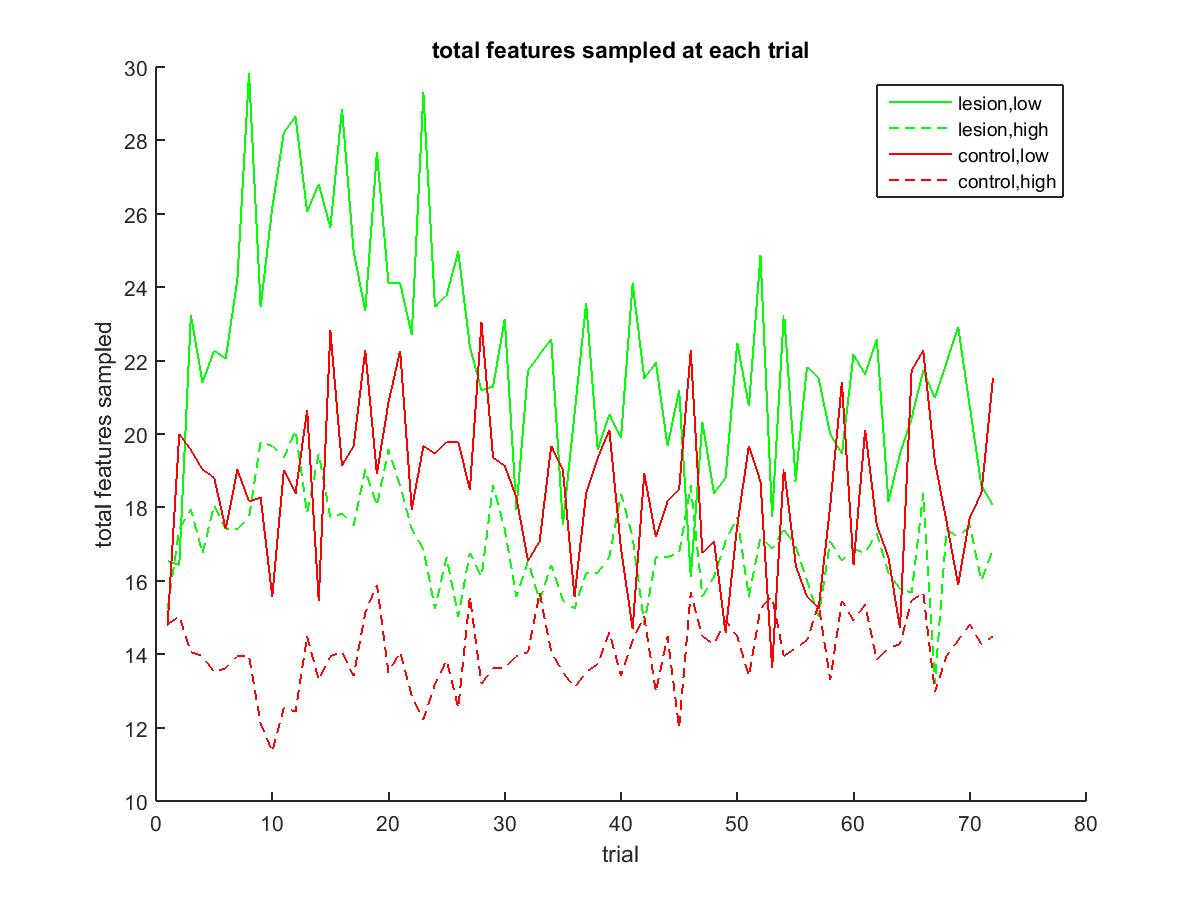 total features sampled at each trial
lesion,low
lesion,high
control,low
control,high
total features sampled
30
28
26
24
22
20
18
16
14
12
10
0 10 20 30 40 50 60 70 80
trial